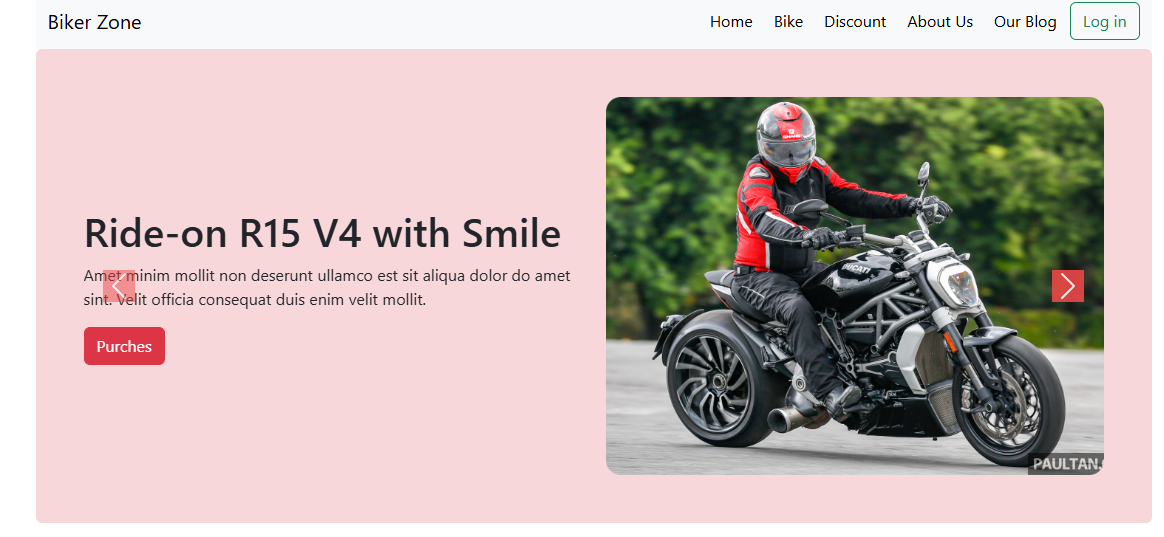 Biker Zone
Home Bike Discount About Us Our Blog Log in
Ride-on R15 V4 with Smile
Amet minim mollit non deserunt ullamco est sit aliqua dolor do amet
sint. Velit officia consequat duis enim velit mollit.
Purches
DUCATI
PAULTAN.